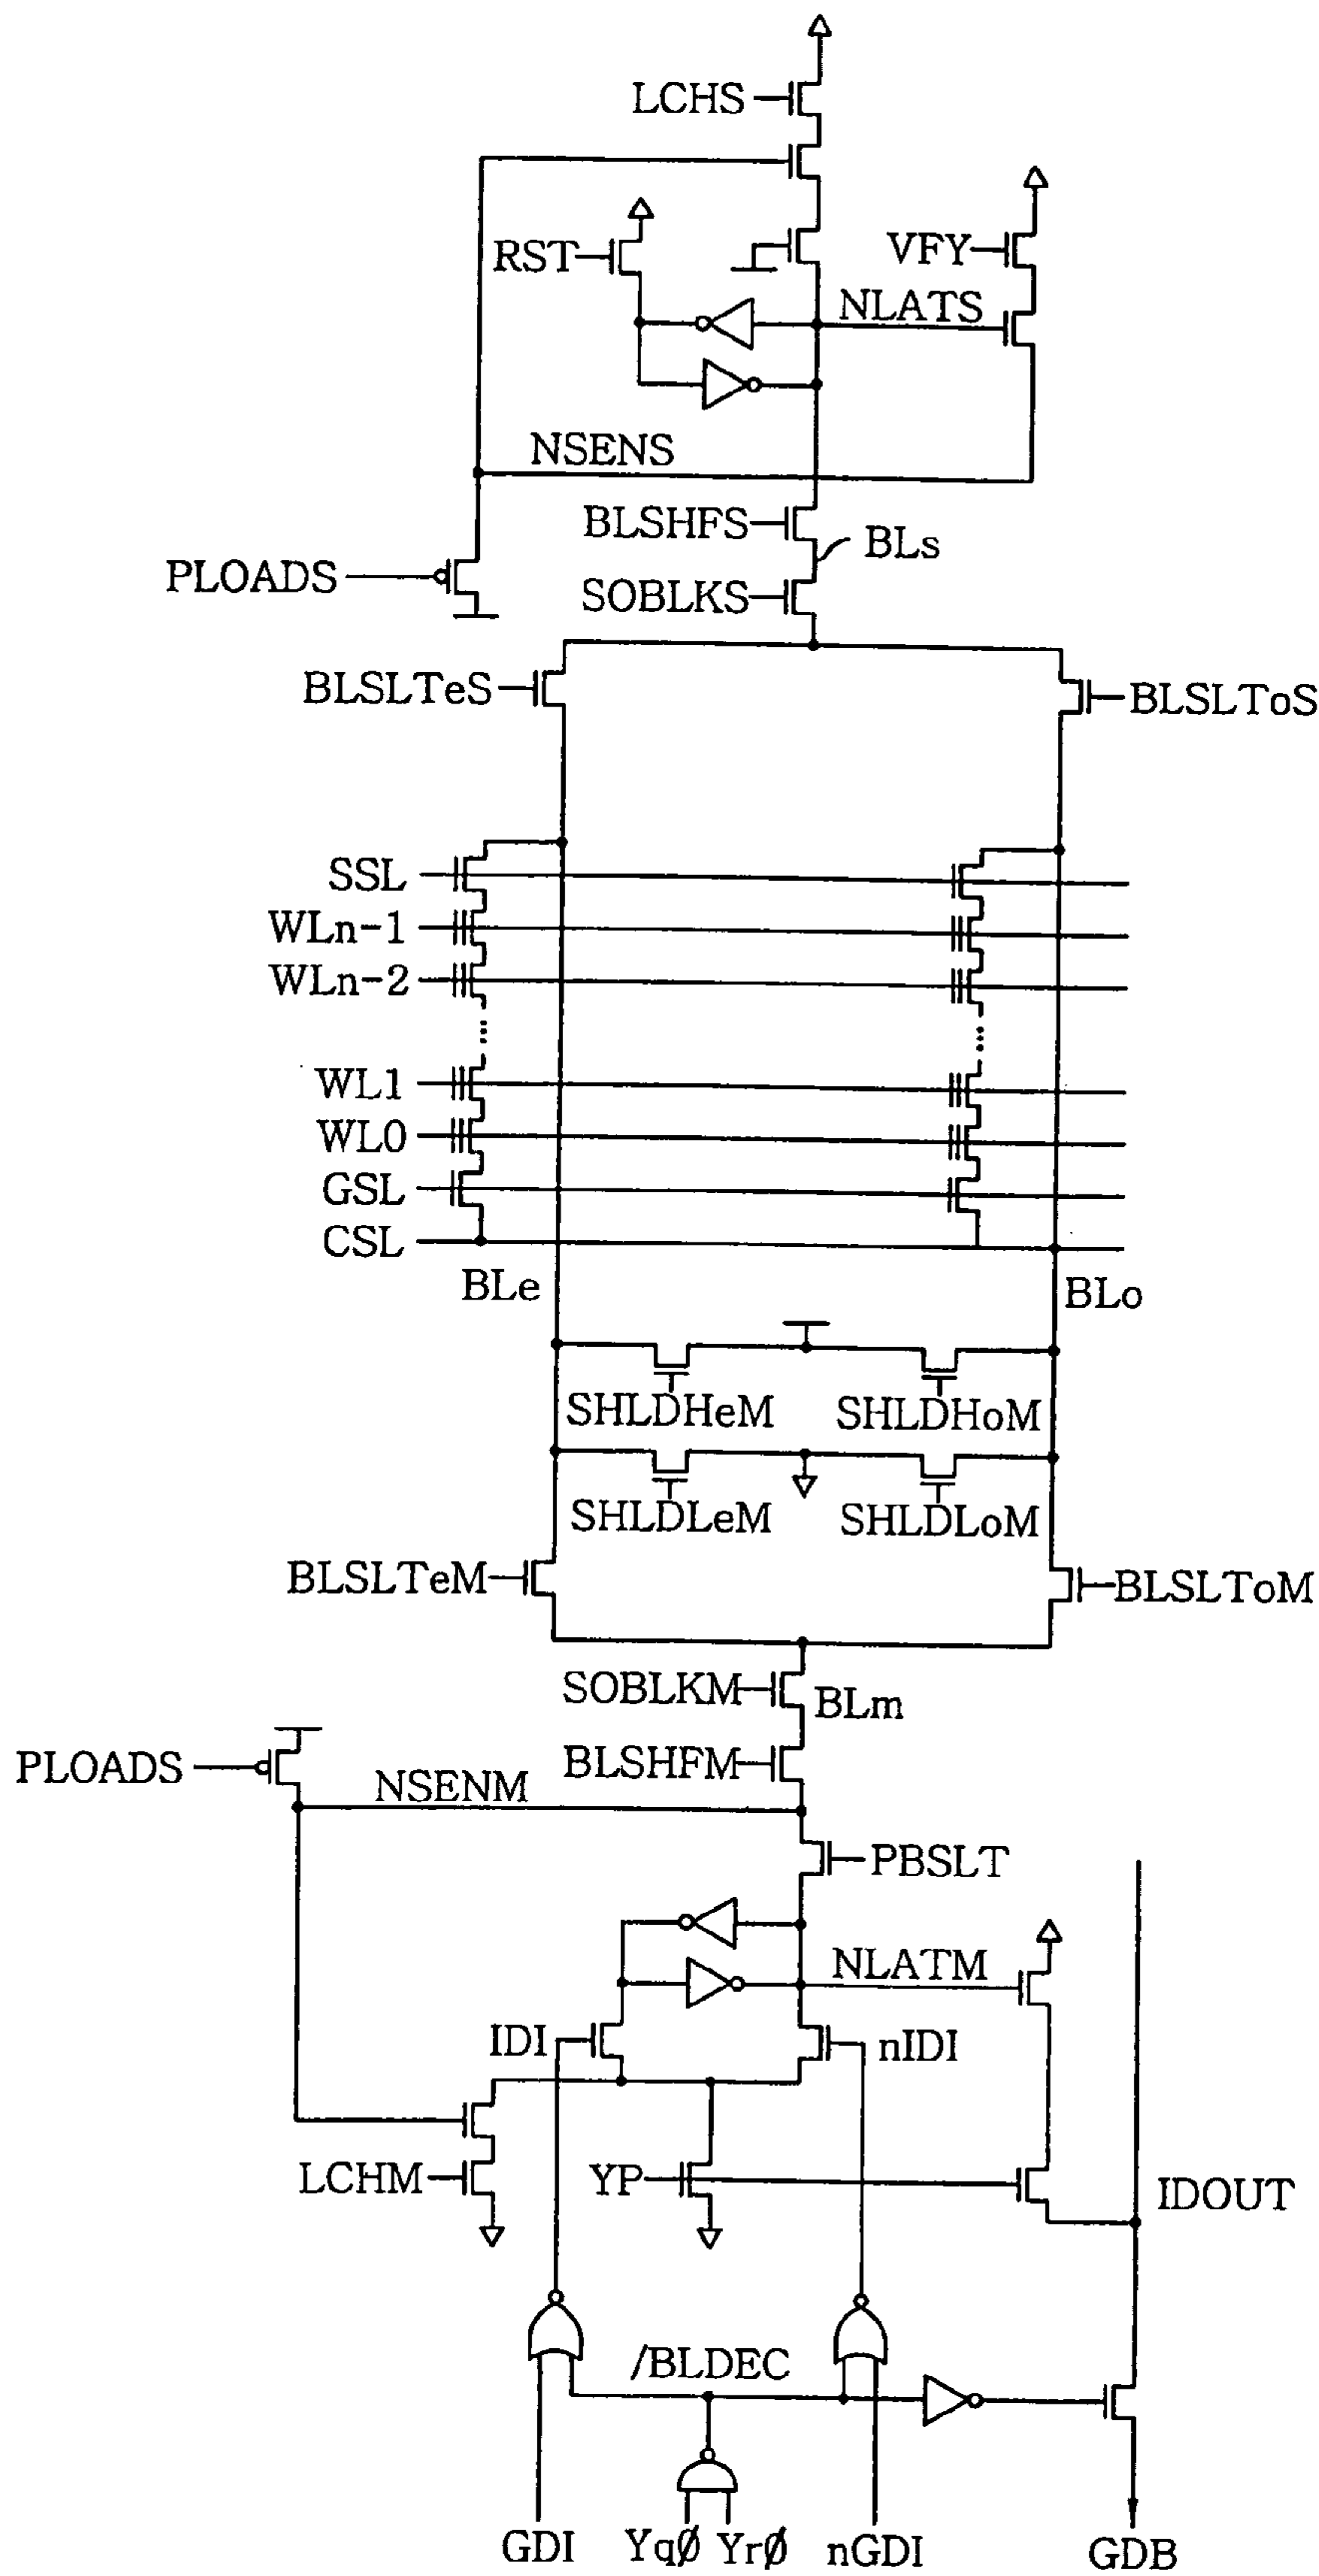 LCHS
RST
VFY
NLATS
NSENS
BLSHFS
BLs
PLOADS
SOBLKS
BLSLTeS
BLSLToS
SSL
WLn-1
WLn-2
WL1
WL0
GSL
CSL
BLe
BLo
SHLDHeM
SHLDHoM
SHLDLeM
SHLDLoM
BLSLTeM
BLSLToM
SOBLKM
BLm
PLOADS
BLSHFM
NSENM
PBSLT
NLATM
IDI
nIDI
LCHM
YP
IDOUT
/BLDEC
GDI
YqØ
YrØ
nGDI
GDB